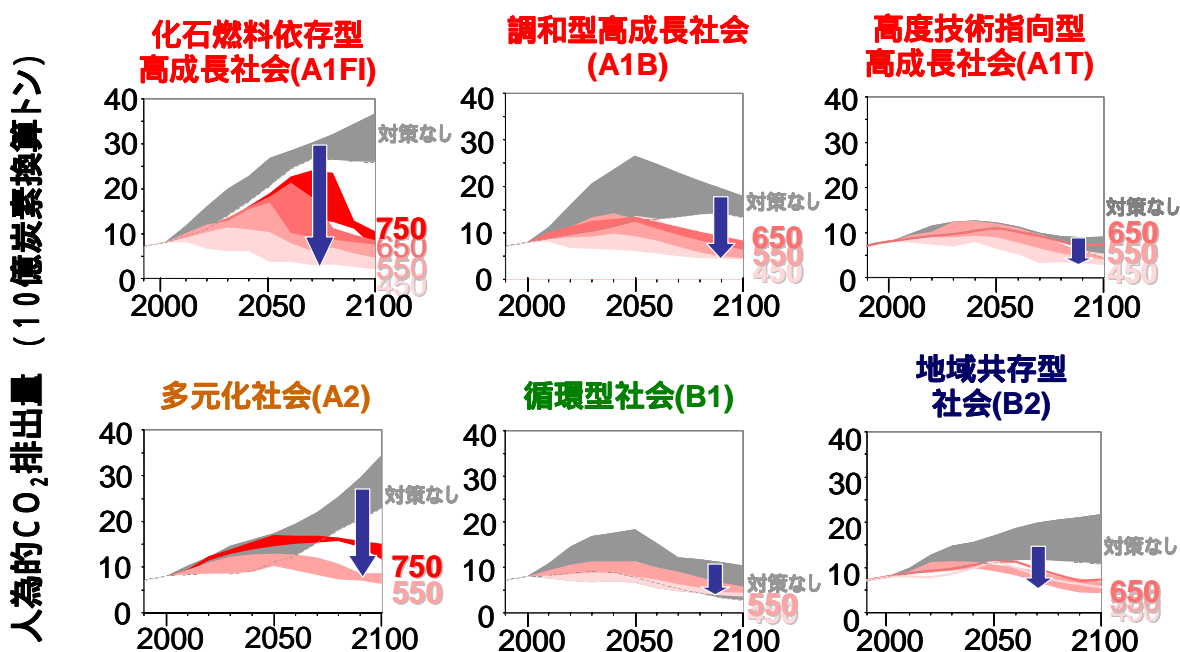 人為的CO₂排出量(10億炭素換算トン)
化石燃料依存型
高成長社会(A1FI)
40
30
20
10
0
2000 2050 2100
対策なし
750
650
550
450
調和型高成長社会
(A1B)
40
30
20
10
0
2000 2050 2100
対策なし
650
550
450
高度技術指向型
高成長社会(A1T)
40
30
20
10
0
2000 2050 2100
対策なし
650
550
450
多元化社会(A2)
40
30
20
10
0
2000 2050 2100
対策なし
750
550
循環型社会(B1)
40
30
20
10
0
2000 2050 2100
対策なし
550
450
地域共存型
社会(B2)
40
30
20
10
0
2000 2050 2100
対策なし
650
550
450